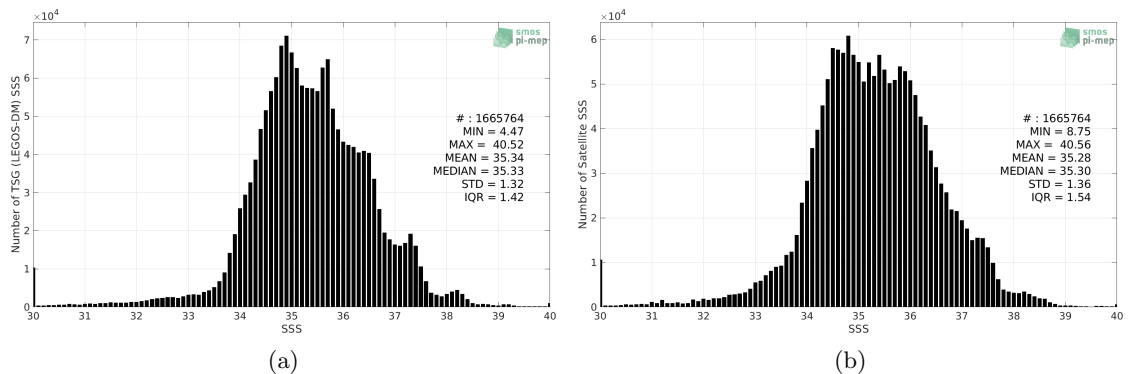 ×10⁴
smos
pi-mep
7
6
5
4
3
2
1
0
Number of TSG (LEGOS-DM) SSS
# : 1665764
MIN = 4.47
MAX = 40.52
MEAN = 35.34
MEDIAN = 35.33
STD = 1.32
IQR = 1.42
30 31 32 33 34 35 36 37 38 39 40
SSS
(a)
×10⁴
smos
pi-mep
6
5
4
3
2
1
0
Number of Satellite SSS
# : 1665764
MIN = 8.75
MAX = 40.56
MEAN = 35.28
MEDIAN = 35.30
STD = 1.36
IQR = 1.54
30 31 32 33 34 35 36 37 38 39 40
SSS
(b)